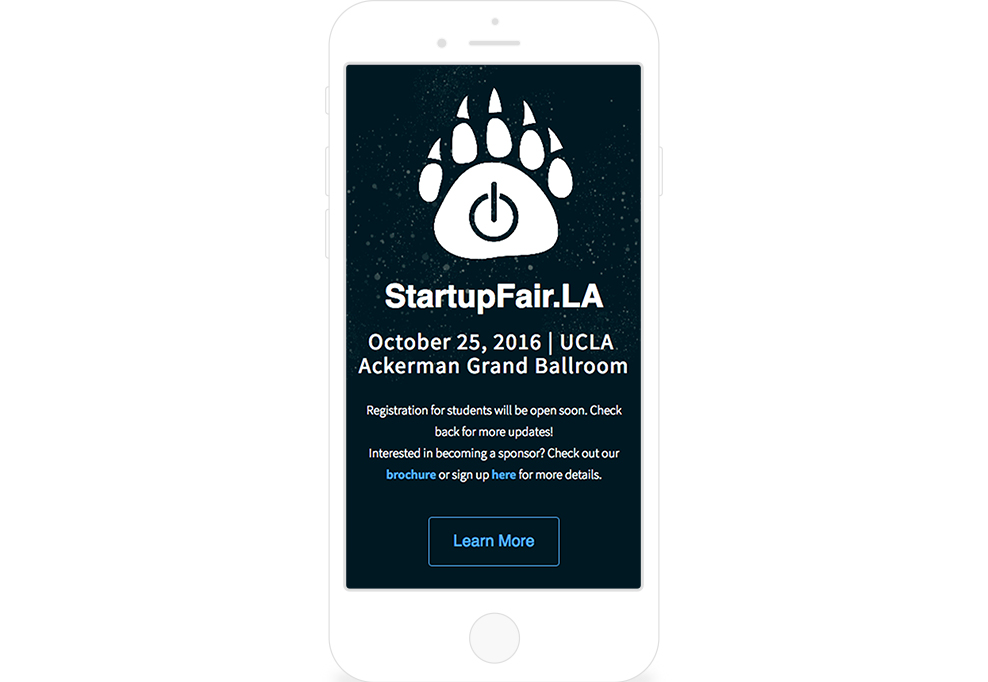 StartupFair.LA
October 25, 2016 | UCLA
Ackerman Grand Ballroom
Registration for students will be open soon. Check
back for more updates!
Interested in becoming a sponsor? Check out our
brochure or sign up here for more details.
Learn More